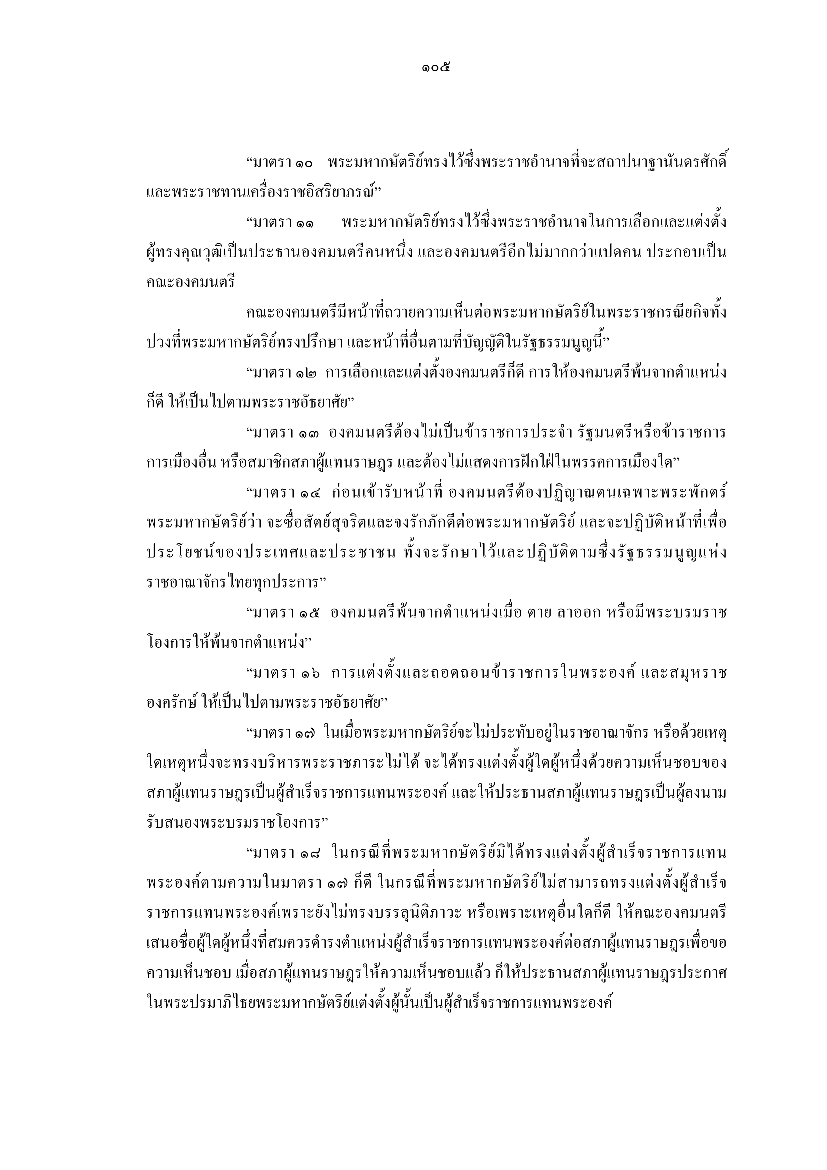 ๑๐๕
“มาตรา ๑๐ พระมหากษัตริย์ทรงไว้ซึ่งพระราชอำนาจที่จะสถาปนาฐานันดรศักดิ์
และพระราชทานเครื่องราชอิสริยาภรณ์”
“มาตรา ๑๑ พระมหากษัตริย์ทรงไว้ซึ่งพระราชอำนาจในการเลือกและแต่งตั้ง
ผู้ทรงคุณวุฒิเป็นประธานองคมนตรีคนหนึ่ง และองคมนตรีอีกไม่มากกว่าแปดคน ประกอบเป็น
คณะองคมนตรี
คณะองคมนตรีมีหน้าที่ถวายความเห็นต่อพระมหากษัตริย์ในพระราชกรณียกิจทั้ง
ปวงที่พระมหากษัตริย์ทรงปรึกษา และหน้าที่อื่นตามที่บัญญัติในรัฐธรรมนูญนี้”
“มาตรา ๑๒ การเลือกและแต่งตั้งองคมนตรีก็ดี การให้องคมนตรีพ้นจากตำแหน่ง
ก็ดี ให้เป็นไปตามพระราชอัธยาศัย”
“มาตรา ๑๓ องคมนตรีต้องไม่เป็นข้าราชการประจำ รัฐมนตรีหรือข้าราชการ
การเมืองอื่น หรือสมาชิกสภาผู้แทนราษฎร และต้องไม่แสดงการฝักใฝ่ในพรรคการเมืองใด”
“มาตรา ๑๔ ก่อนเข้ารับหน้าที่ องคมนตรีต้องปฏิญาณตนเฉพาะพระพักตร์
พระมหากษัตริย์ว่า จะซื่อสัตย์สุจริตและจงรักภักดีต่อพระมหากษัตริย์ และจะปฏิบัติหน้าที่เพื่อ
ประโยชน์ของประเทศและประชาชน ทั้งจะรักษาไว้และปฏิบัติตามซึ่งรัฐธรรมนูญแห่ง
ราชอาณาจักรไทยทุกประการ”
“มาตรา ๑๕ องคมนตรีพ้นจากตำแหน่งเมื่อ ตาย ลาออก หรือมีพระบรมราช
โองการให้พ้นจากตำแหน่ง”
“มาตรา ๑๖ การแต่งตั้งและถอดถอนข้าราชการในพระองค์ และสมุหราช
องครักษ์ ให้เป็นไปตามพระราชอัธยาศัย”
“มาตรา ๑๗ ในเมื่อพระมหากษัตริย์จะไม่ประทับอยู่ในราชอาณาจักร หรือด้วยเหตุ
ใดเหตุหนึ่งจะทรงบริหารพระราชภาระไม่ได้ จะได้ทรงแต่งตั้งผู้ใดผู้หนึ่งด้วยความเห็นชอบของ
สภาผู้แทนราษฎรเป็นผู้สำเร็จราชการแทนพระองค์ และให้ประธานสภาผู้แทนราษฎรเป็นผู้ลงนาม
รับสนองพระบรมราชโองการ”
“มาตรา ๑๘ ในกรณีที่พระมหากษัตริย์มิได้ทรงแต่งตั้งผู้สำเร็จราชการแทน
พระองค์ตามความในมาตรา ๑๗ ก็ดี ในกรณีที่พระมหากษัตริย์ไม่สามารถทรงแต่งตั้งผู้สำเร็จ
ราชการแทนพระองค์เพราะยังไม่ทรงบรรลุนิติภาวะ หรือเพราะเหตุอื่นใดก็ดี ให้คณะองคมนตรี
เสนอชื่อผู้ใดผู้หนึ่งที่สมควรดำรงตำแหน่งผู้สำเร็จราชการแทนพระองค์ต่อสภาผู้แทนราษฎรเพื่อขอ
ความเห็นชอบ เมื่อสภาผู้แทนราษฎรให้ความเห็นชอบแล้ว ก็ให้ประธานสภาผู้แทนราษฎรประกาศ
ในพระปรมาภิไธยพระมหากษัตริย์แต่งตั้งผู้นั้นเป็นผู้สำเร็จราชการแทนพระองค์